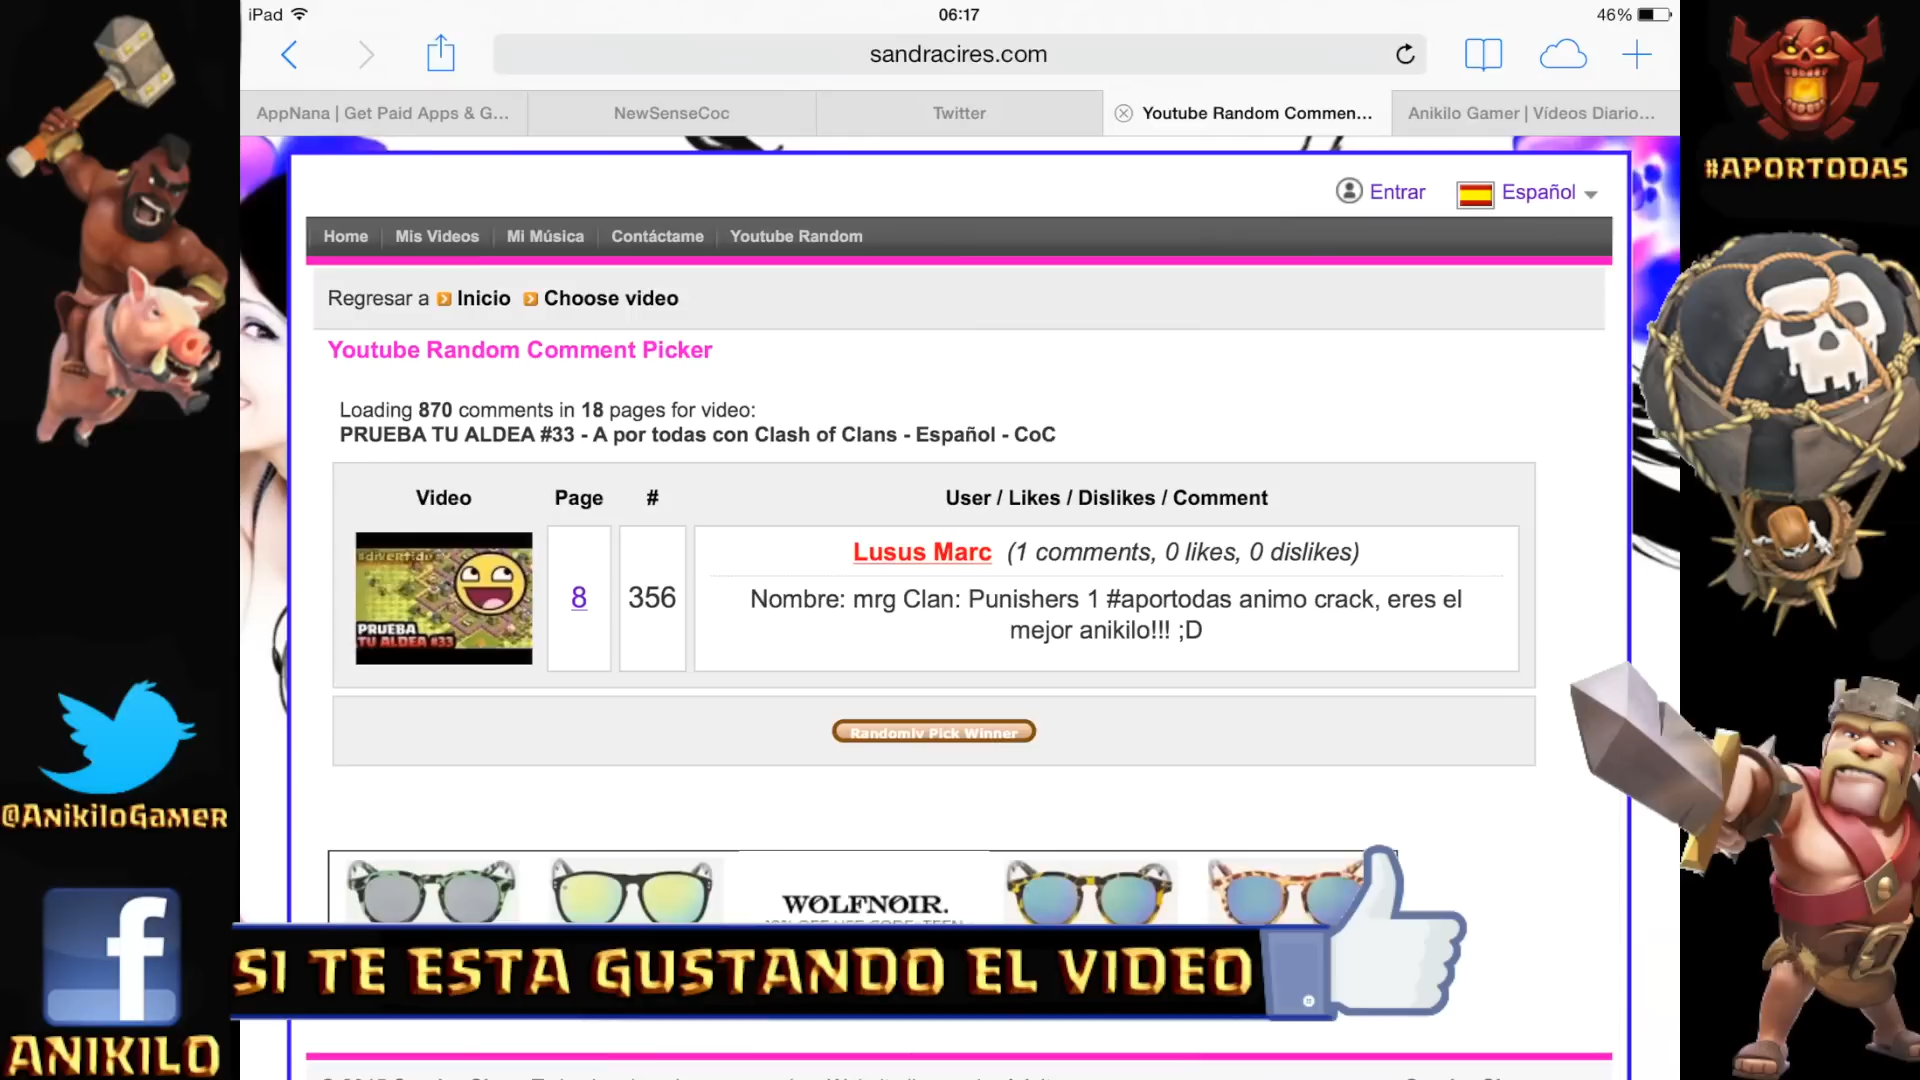 iPad
06:17
46%
sandracires.com
AppNana | Get Paid Apps & G...
NewSenseCoc
Twitter
Youtube Random Commen...
Anikilo Gamer | Vídeos Diario...
#APORTODAS
Entrar
Español
Home
Mis Videos
Mi Música
Contáctame
Youtube Random
Regresar a Inicio Choose video
Youtube Random Comment Picker
Loading 870 comments in 18 pages for video:
PRUEBA TU ALDEA #33 - A por todas con Clash of Clans - Español - CoC
Video
Page
#
User / Likes / Dislikes / Comment
#divertido
PRUEBA
TU ALDEA #33
8
356
Lusus Marc (1 comments, 0 likes, 0 dislikes)
Nombre: mrg Clan: Punishers 1 #aportodas animo crack, eres el
mejor anikilo!!! ;D
Randomly Pick Winner
@AnikiloGamer
WOLFNOIR.
SI TE ESTA GUSTANDO EL VIDEO
f
ANIKILO